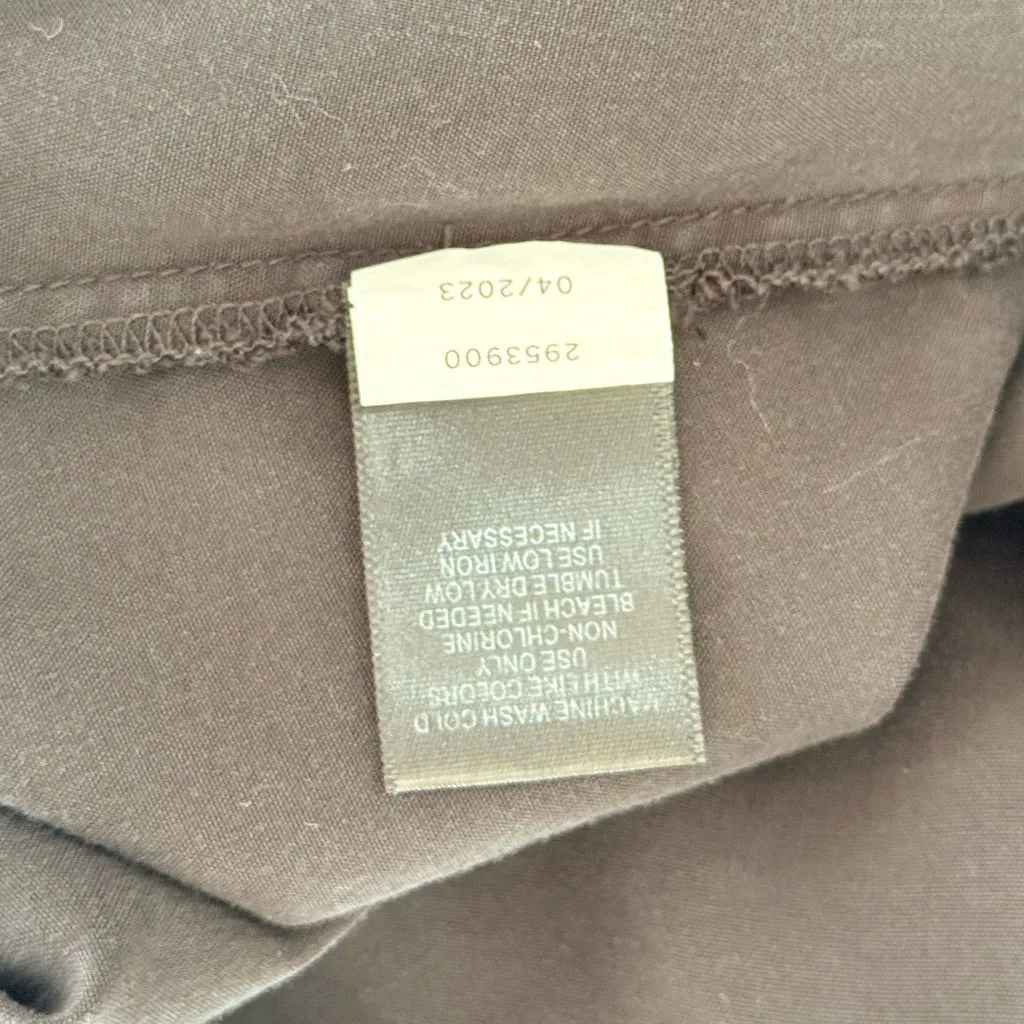 MACHINE WASH COLD
WITH LIKE COLORS
USE ONLY
NON-CHLORINE
BLEACH IF NEEDED
TUMBLE DRY LOW
USE LOW IRON
IF NECESSARY
2953900
04/2023